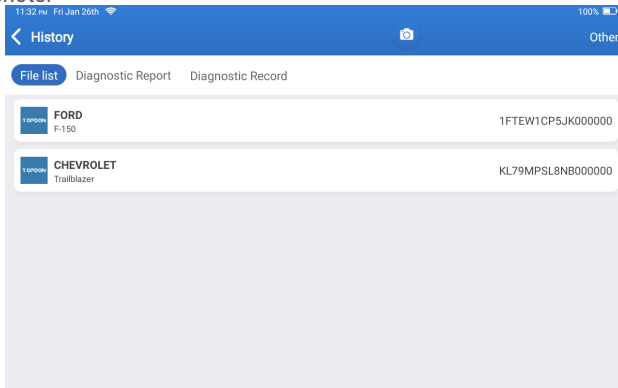 11:32 PM Fri Jan 26th
100%
History
Other
File list Diagnostic Report Diagnostic Record
TOPDON
FORD
F-150
1FTEW1CP5JK000000
TOPDON
CHEVROLET
Trailblazer
KL79MPSL8NB000000